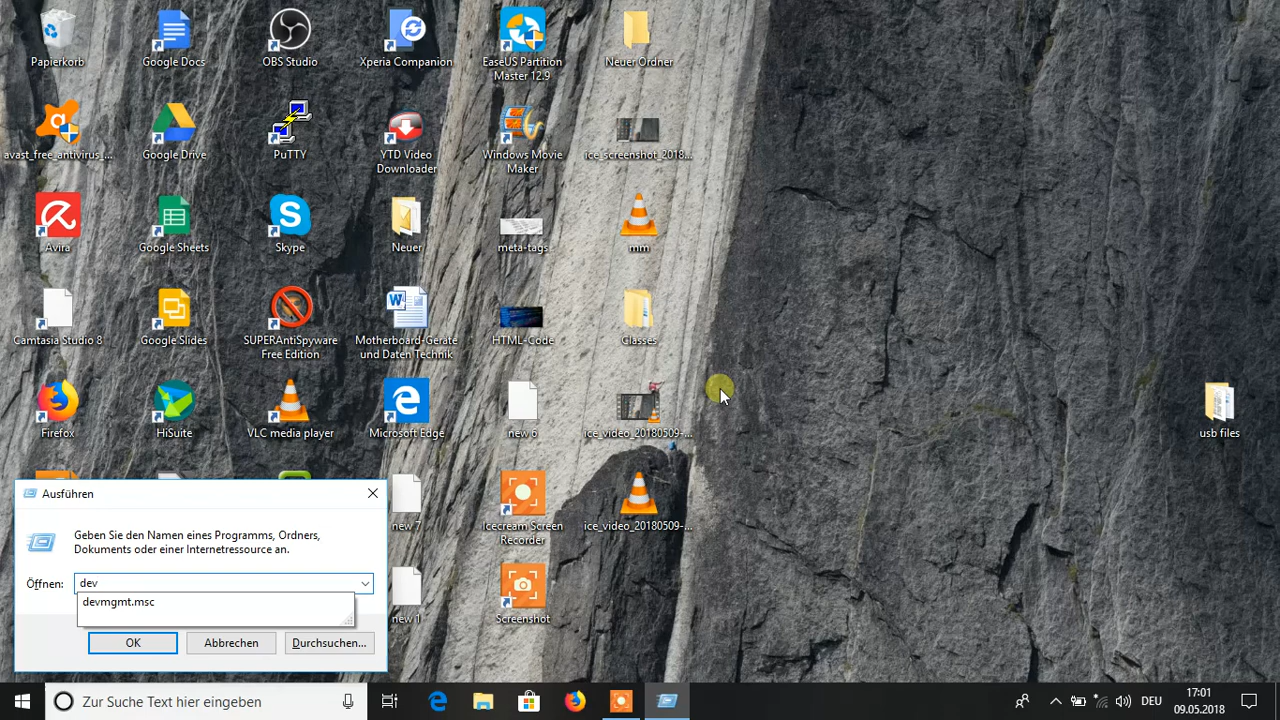 Papierkorb
Google Docs
OBS Studio
Xperia Companion
EaseUS Partition
Master 12.9
Neuer Ordner
avast_free_antivirus_...
Google Drive
PuTTY
YTD Video
Downloader
Windows Movie
Maker
ice_screenshot_2018...
Avira
Google Sheets
Skype
Neuer
meta-tags
mm
Camtasia Studio 8
Google Slides
SUPERAntiSpyware
Free Edition
Motherboard-Geräte
und Daten Technik
HTML-Code
Classes
Firefox
HiSuite
VLC media player
Microsoft Edge
new 6
ice_video_20180509-...
usb files
new 7
Icecream Screen
Recorder
ice_video_20180509-...
new 1
Screenshot
Ausführen
Geben Sie den Namen eines Programms, Ordners,
Dokuments oder einer Internetressource an.
Öffnen:
dev
devmgmt.msc
OK
Abbrechen
Durchsuchen...
Zur Suche Text hier eingeben
DEU
17:01
09.05.2018